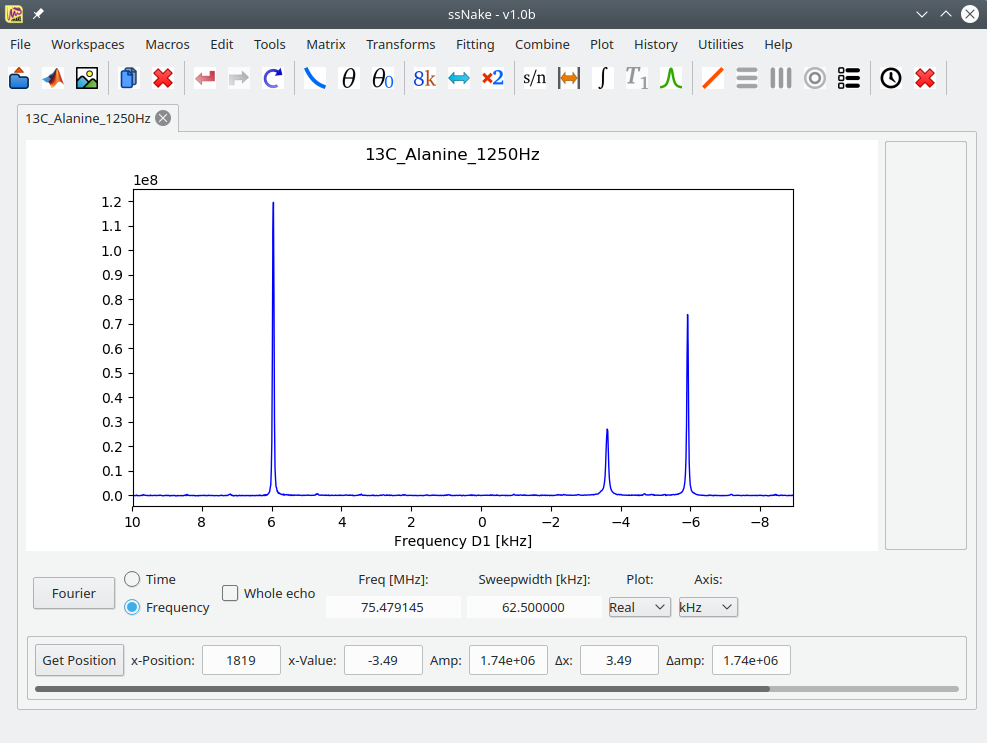 ssNake - v1.0b
File Workspaces Macros Edit Tools Matrix Transforms Fitting Combine Plot History Utilities Help
θ θ0 8k ×2 s/n ∫ T1
13C_Alanine_1250Hz
13C_Alanine_1250Hz
1e8
1.2
1.1
1.0
0.9
0.8
0.7
0.6
0.5
0.4
0.3
0.2
0.1
0.0
10 8 6 4 2 0 −2 −4 −6 −8
Frequency D1 [kHz]
Fourier
Time
Frequency
Whole echo
Freq [MHz]: Sweepwidth [kHz]: Plot: Axis:
75.479145 62.500000 Real kHz
Get Position x-Position: 1819 x-Value: -3.49 Amp: 1.74e+06 Δx: 3.49 Δamp: 1.74e+06